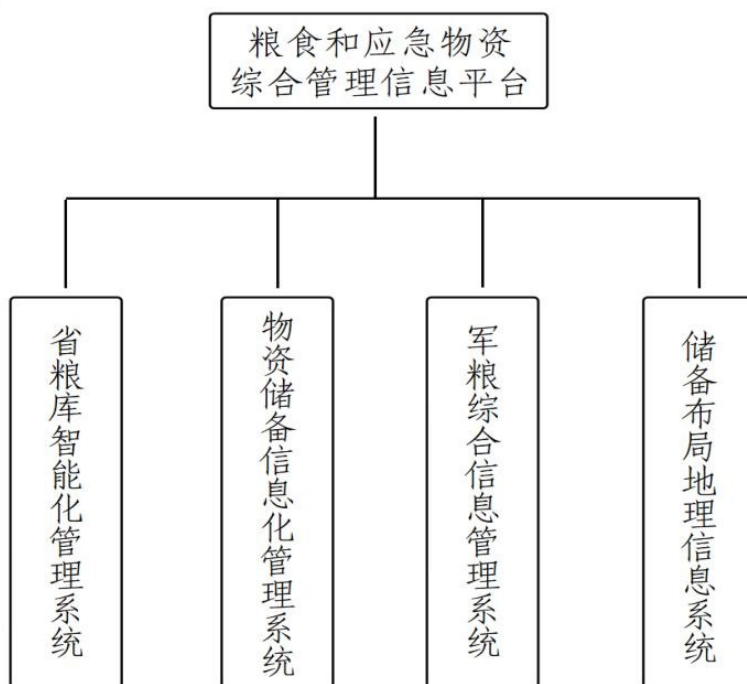 粮食和应急物资
综合管理信息平台
省粮库智能化管理系统
物资储备信息化管理系统
军粮综合信息管理系统
储备布局地理信息系统